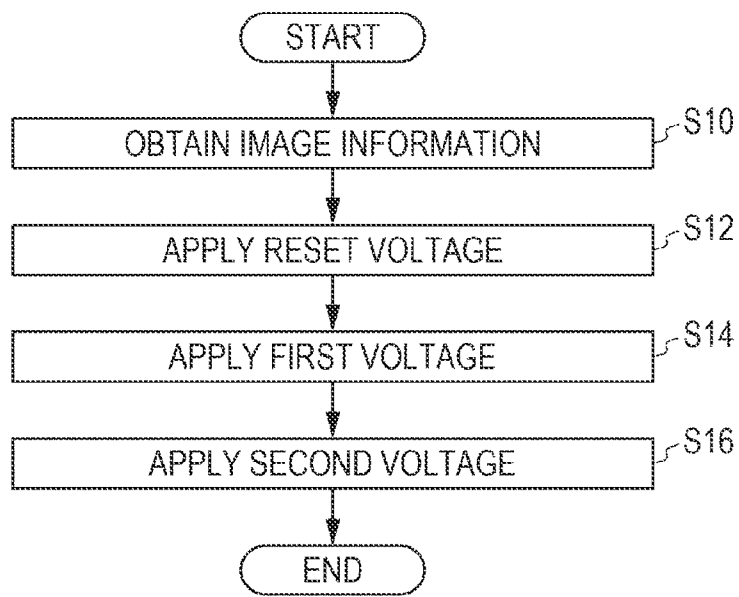 START
OBTAIN IMAGE INFORMATION
S10
APPLY RESET VOLTAGE
S12
APPLY FIRST VOLTAGE
S14
APPLY SECOND VOLTAGE
S16
END